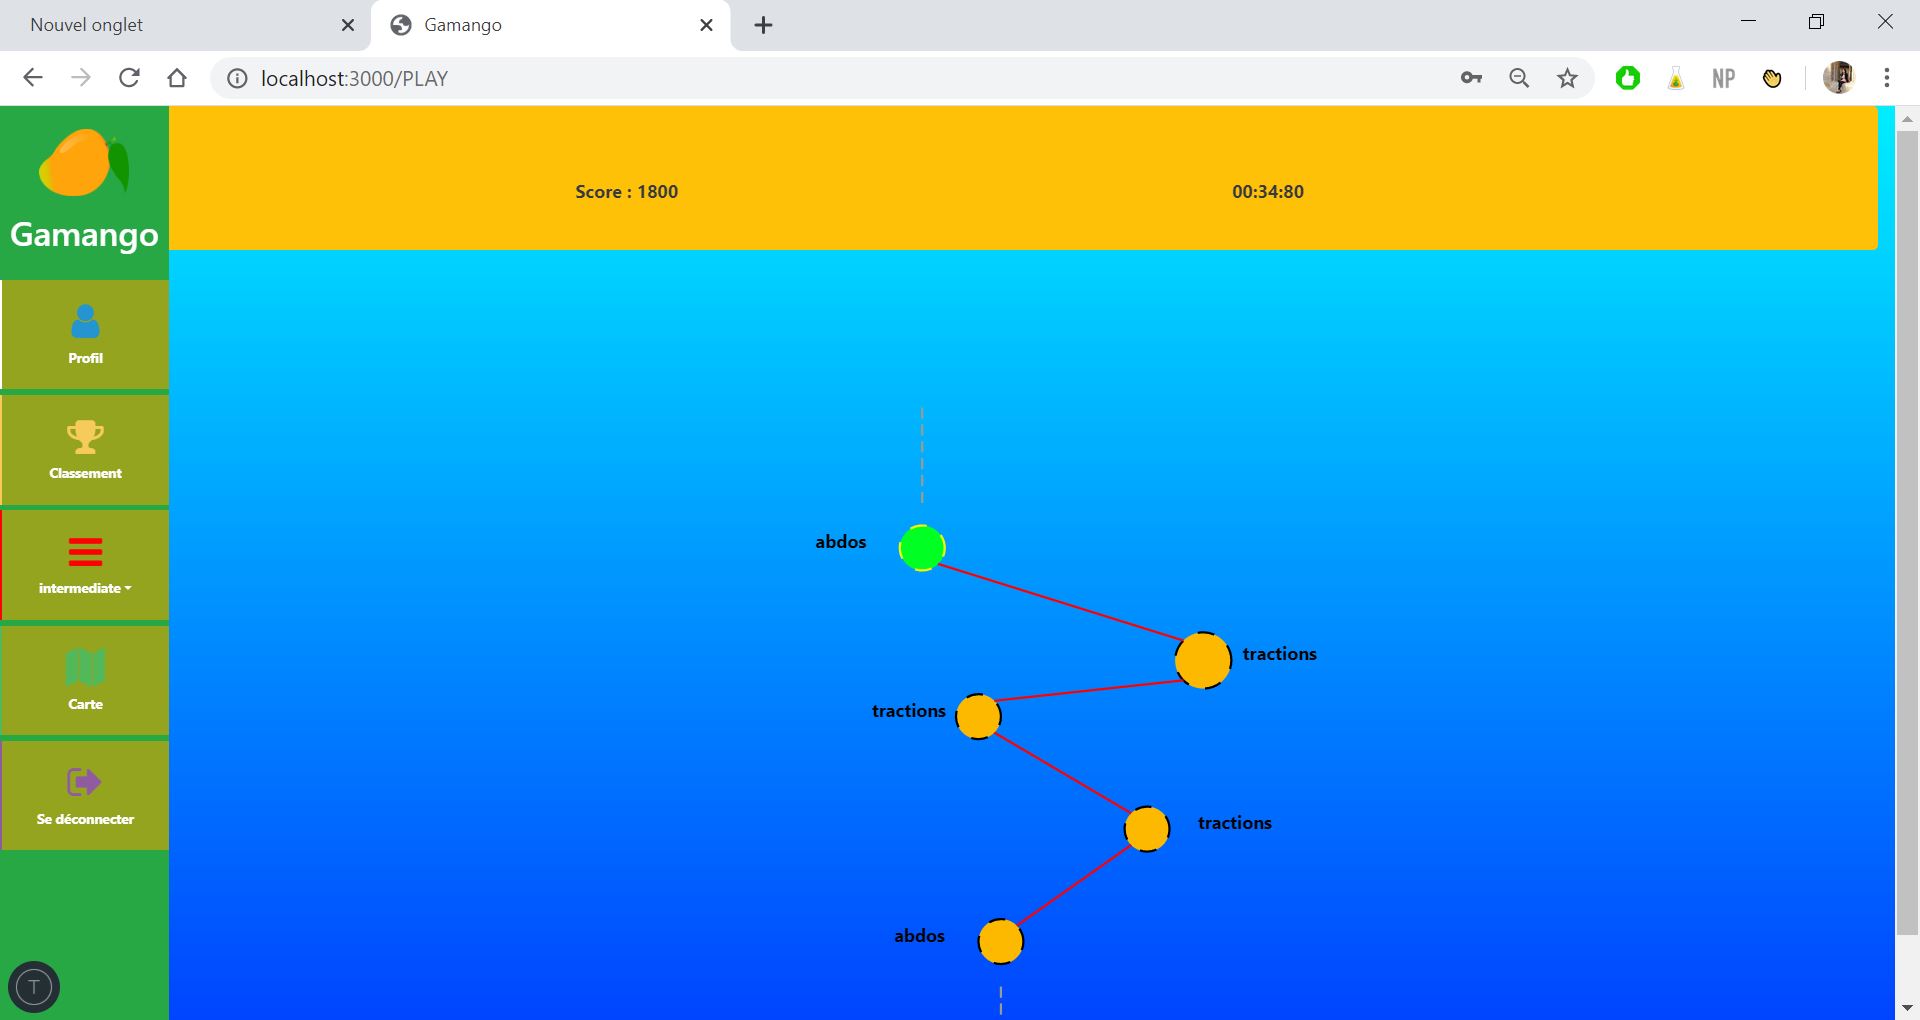 Nouvel onglet
Gamango
localhost:3000/PLAY
NP
Gamango
Score : 1800
00:34:80
Profil
Classement
intermediate
Carte
Se déconnecter
T
abdos
tractions
tractions
tractions
abdos